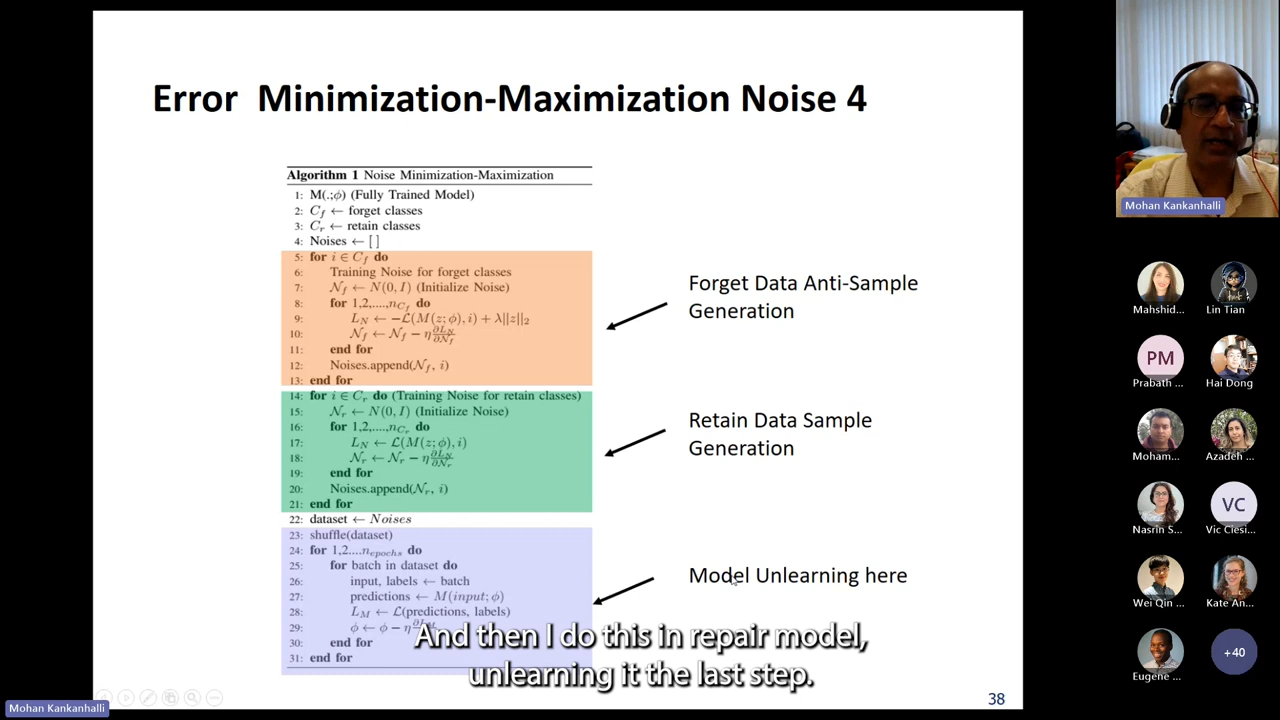 Error Minimization-Maximization Noise 4
Algorithm 1 Noise Minimization-Maximization
1: M(.;ϕ) (Fully Trained Model)
2: C_f ← forget classes
3: C_r ← retain classes
4: Noises ← [ ]
5: for i ∈ C_f do
6: Training Noise for forget classes
7: N_f ← N(0, I) (Initialize Noise)
8: for 1,2,....,n_{C_f} do
9: L_N ← −L(M(z; ϕ), i) + λ||z||_2
10: N_f ← N_f − η ∂L_N/∂N_f
11: end for
12: Noises.append(N_f, i)
13: end for
14: for i ∈ C_r do (Training Noise for retain classes)
15: N_r ← N(0, I) (Initialize Noise)
16: for 1,2,....,n_{C_r} do
17: L_N ← L(M(z; ϕ), i)
18: N_r ← N_r − η ∂L_N/∂N_r
19: end for
20: Noises.append(N_r, i)
21: end for
22: dataset ← Noises
23: shuffle(dataset)
24: for 1,2....n_{epochs} do
25: for batch in dataset do
26: input, labels ← batch
27: predictions ← M(input; ϕ)
28: L_M ← L(predictions, labels)
29: ϕ ← ϕ − η
30: end for
31: end for
Forget Data Anti-Sample
Generation
Retain Data Sample
Generation
Model Unlearning here
And then I do this in repair model,
unlearning it the last step.
38
Mohan Kankanhalli
Mohan Kankanhalli
Mahshid...
Lin Tian
PM
Prabath ...
Hai Dong
Moham...
Azadeh ...
Nasrin S...
VC
Vic Ciesi...
Wei Qin ...
Kate An...
Eugene ...
+40